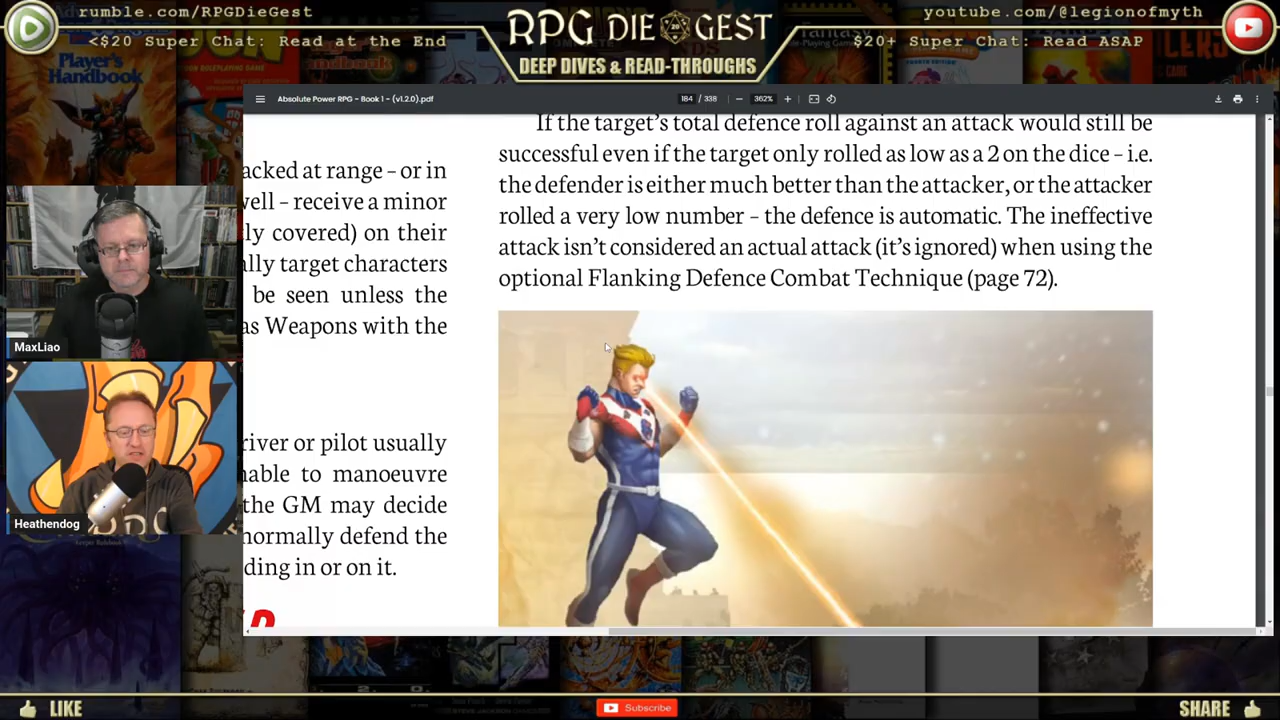 rumble.com/RPGDieGest
<$20 Super Chat: Read at the End
RPG DIE GEST
DEEP DIVES & READ-THROUGHS
youtube.com/@legionofmyth
$20+ Super Chat: Read ASAP
Player's
Handbook
Absolute Power RPG - Book 1 - (v1.2.0).pdf
184 / 338
362%
acked at range – or in
vell – receive a minor
ly covered) on their
ally target characters
be seen unless the
as Weapons with the
river or pilot usually
nable to manoeuvre
the GM may decide
normally defend the
ding in or on it.
If the target's total defence roll against an attack would still be
successful even if the target only rolled as low as a 2 on the dice – i.e.
the defender is either much better than the attacker, or the attacker
rolled a very low number – the defence is automatic. The ineffective
attack isn't considered an actual attack (it's ignored) when using the
optional Flanking Defence Combat Technique (page 72).
MaxLiao
Heathendog
LIKE
Subscribe
SHARE